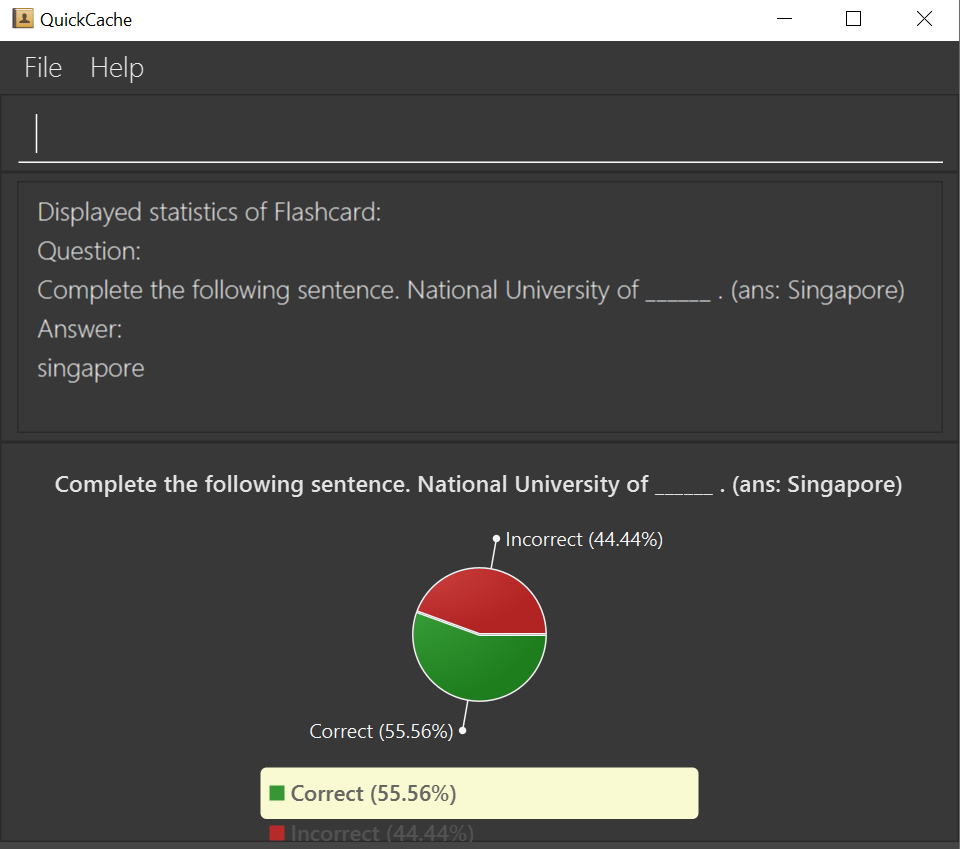 QuickCache
File Help
Displayed statistics of Flashcard:
Question:
Complete the following sentence. National University of ______ . (ans: Singapore)
Answer:
singapore
Complete the following sentence. National University of ______ . (ans: Singapore)
Incorrect (44.44%)
Correct (55.56%)
Correct (55.56%)
Incorrect (44.44%)